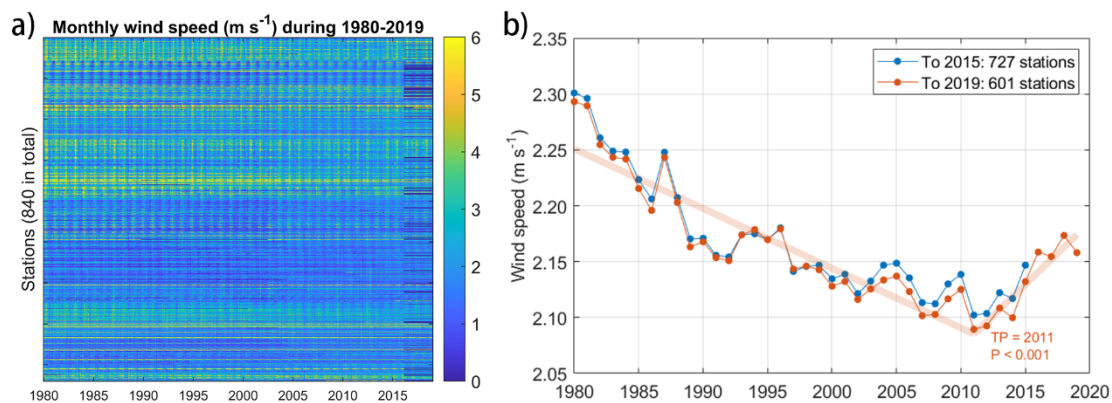 a)
Monthly wind speed (m s-1) during 1980-2019
Stations (840 in total)
6
5
4
3
2
1
0
1980 1985 1990 1995 2000 2005 2010 2015
b)
Wind speed (m s-1)
2.35
2.30
2.25
2.20
2.15
2.10
2.05
To 2015: 727 stations
To 2019: 601 stations
TP = 2011
P < 0.001
1980 1985 1990 1995 2000 2005 2010 2015 2020